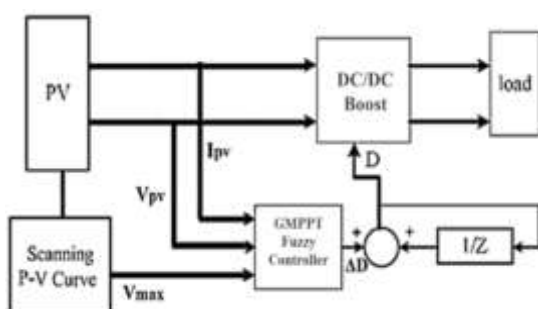 PV
DC/DC
Boost
load
Ipv
D
Vpv
GMPPT
Fuzzy
Controller
+
+
1/Z
ΔD
Scanning
P-V Curve
Vmax